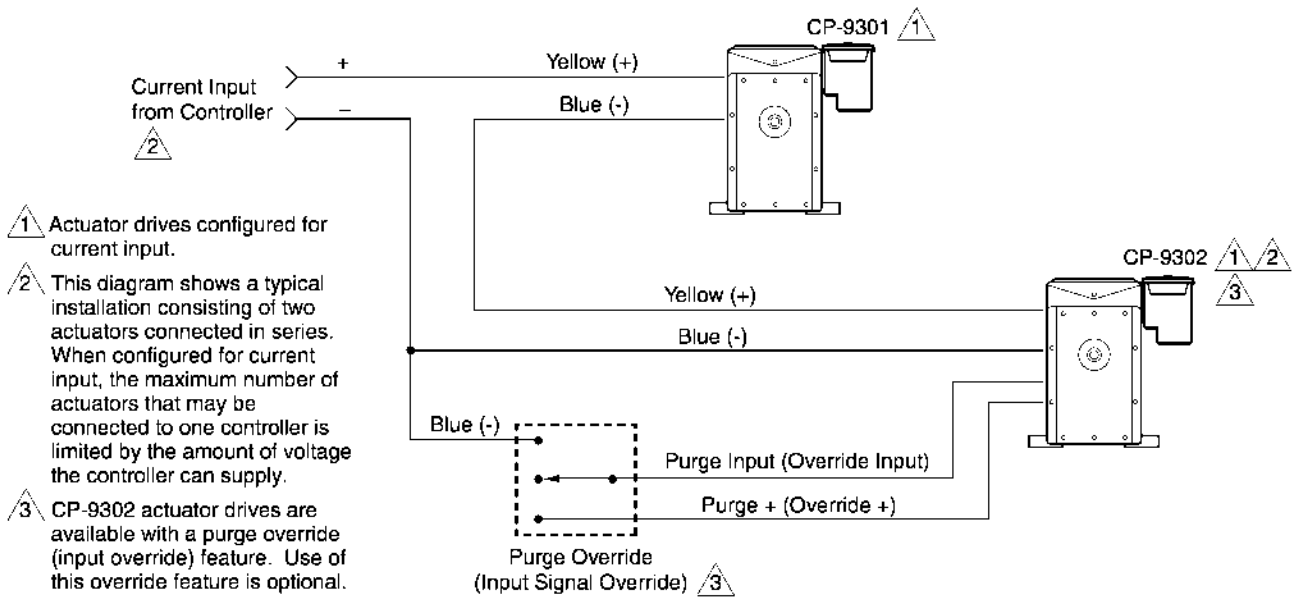 CP-9301 1
+ Yellow (+)
Current Input
from Controller
2
– Blue (-)
1 Actuator drives configured for
current input.
2 This diagram shows a typical
installation consisting of two
actuators connected in series.
When configured for current
input, the maximum number of
actuators that may be
connected to one controller is
limited by the amount of voltage
the controller can supply.
3 CP-9302 actuator drives are
available with a purge override
(input override) feature. Use of
this override feature is optional.
CP-9302 1 2
3
Yellow (+)
Blue (-)
Blue (-)
Purge Input (Override Input)
Purge + (Override +)
Purge Override
(Input Signal Override) 3